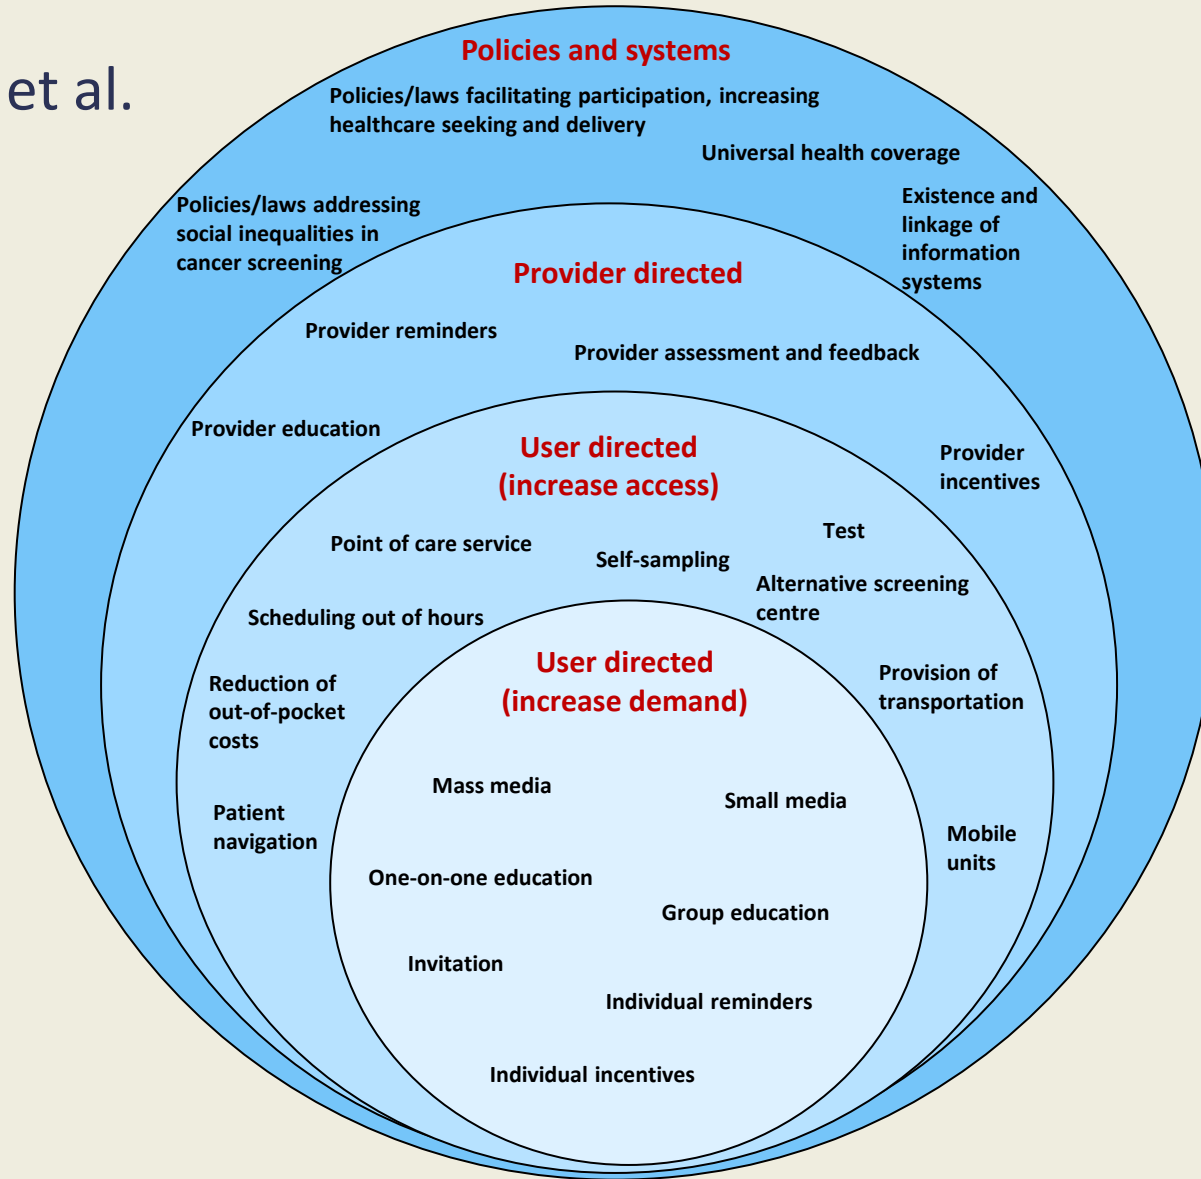 Policies and systems
et al.
Policies/laws facilitating participation, increasing
healthcare seeking and delivery
Universal health coverage
Policies/laws addressing
social inequalities in
cancer screening
Existence and
linkage of
information
systems
Provider directed
Provider reminders
Provider assessment and feedback
Provider education
Provider
incentives
User directed
(increase access)
Point of care service
Self-sampling
Test
Alternative screening
centre
Scheduling out of hours
Reduction of
out-of-pocket
costs
Provision of
transportation
Patient
navigation
Mobile
units
User directed
(increase demand)
Mass media
Small media
One-on-one education
Group education
Invitation
Individual reminders
Individual incentives